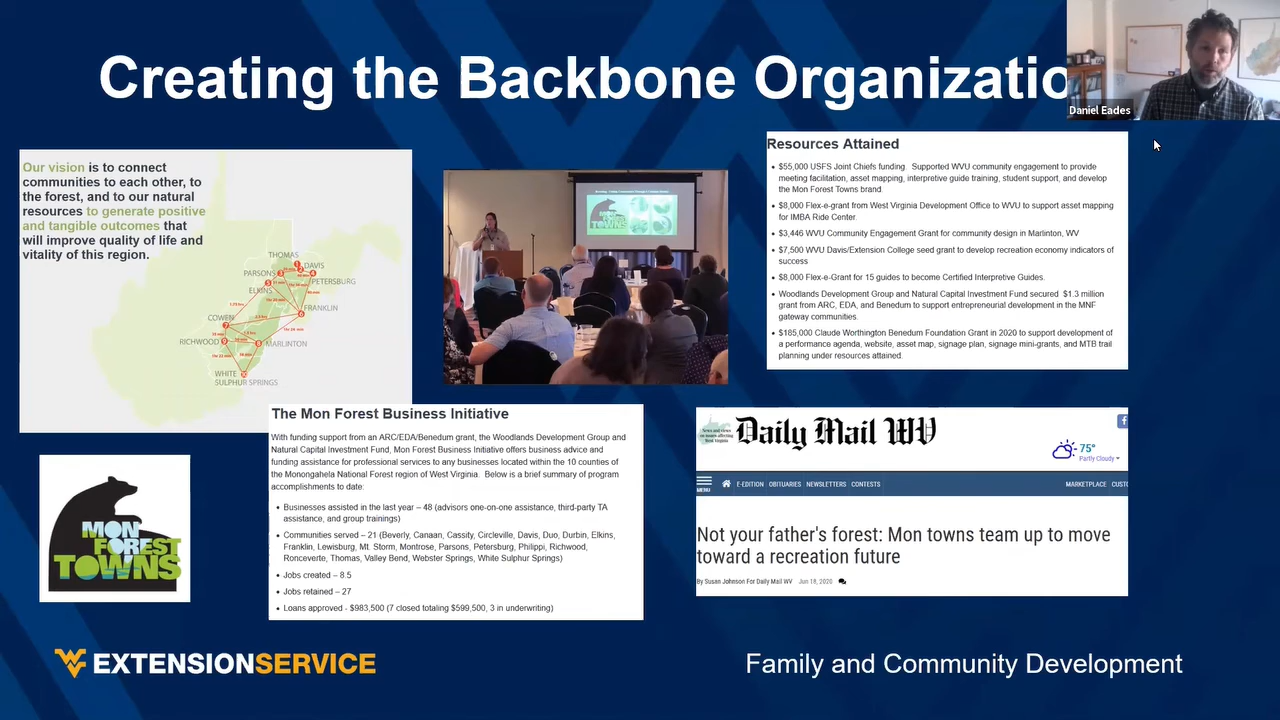 Creating the Backbone Organizatio
Daniel Eades
Our vision is to connect
communities to each other, to
the forest, and to our natural
resources to generate positive
and tangible outcomes that
will improve quality of life and
vitality of this region.
THOMAS
DAVIS
PARSONS
PETERSBURG
ELKINS
FRANKLIN
COWEN
RICHWOOD
MARLINTON
WHITE
SULPHUR SPRINGS
MON
FOREST
TOWNS
Resources Attained
• $55,000 USFS Joint Chiefs funding. Supported WVU community engagement to provide
meeting facilitation, asset mapping, interpretive guide training, student support, and develop
the Mon Forest Towns brand.
• $8,000 Flex-e-grant from West Virginia Development Office to WVU to support asset mapping
for IMBA Ride Center.
• $3,446 WVU Community Engagement Grant for community design in Marlinton, WV
• $7,500 WVU Davis/Extension College seed grant to develop recreation economy indicators of
success
• $8,000 Flex-e-Grant for 15 guides to become Certified Interpretive Guides.
• Woodlands Development Group and Natural Capital Investment Fund secured $1.3 million
grant from ARC, EDA, and Benedum to support entrepreneurial development in the MNF
gateway communities.
• $185,000 Claude Worthington Benedum Foundation Grant in 2020 to support development of
a performance agenda, website, asset map, signage plan, signage mini-grants, and MTB trail
planning under resources attained.
The Mon Forest Business Initiative
With funding support from an ARC/EDA/Benedum grant, the Woodlands Development Group and
Natural Capital Investment Fund, Mon Forest Business Initiative offers business advice and
funding assistance for professional services to any businesses located within the 10 counties of
the Monongahela National Forest region of West Virginia. Below is a brief summary of program
accomplishments to date:
• Businesses assisted in the last year – 48 (advisors one-on-one assistance, third-party TA
assistance, and group trainings)
• Communities served – 21 (Beverly, Canaan, Cassity, Circleville, Davis, Duo, Durbin, Elkins,
Franklin, Lewisburg, Mt. Storm, Montrose, Parsons, Petersburg, Philippi, Richwood,
Ronceverte, Thomas, Valley Bend, Webster Springs, White Sulphur Springs)
• Jobs created – 8.5
• Jobs retained – 27
• Loans approved - $983,500 (7 closed totaling $599,500, 3 in underwriting)
Daily Mail WV
75°
Partly Cloudy
MENU
E-EDITION OBITUARIES NEWSLETTERS CONTESTS
MARKETPLACE CUSTO
Not your father's forest: Mon towns team up to move
toward a recreation future
By Susan Johnson For Daily Mail WV Jun 18, 2020
MON
FOREST
TOWNS
WV EXTENSIONSERVICE
Family and Community Development